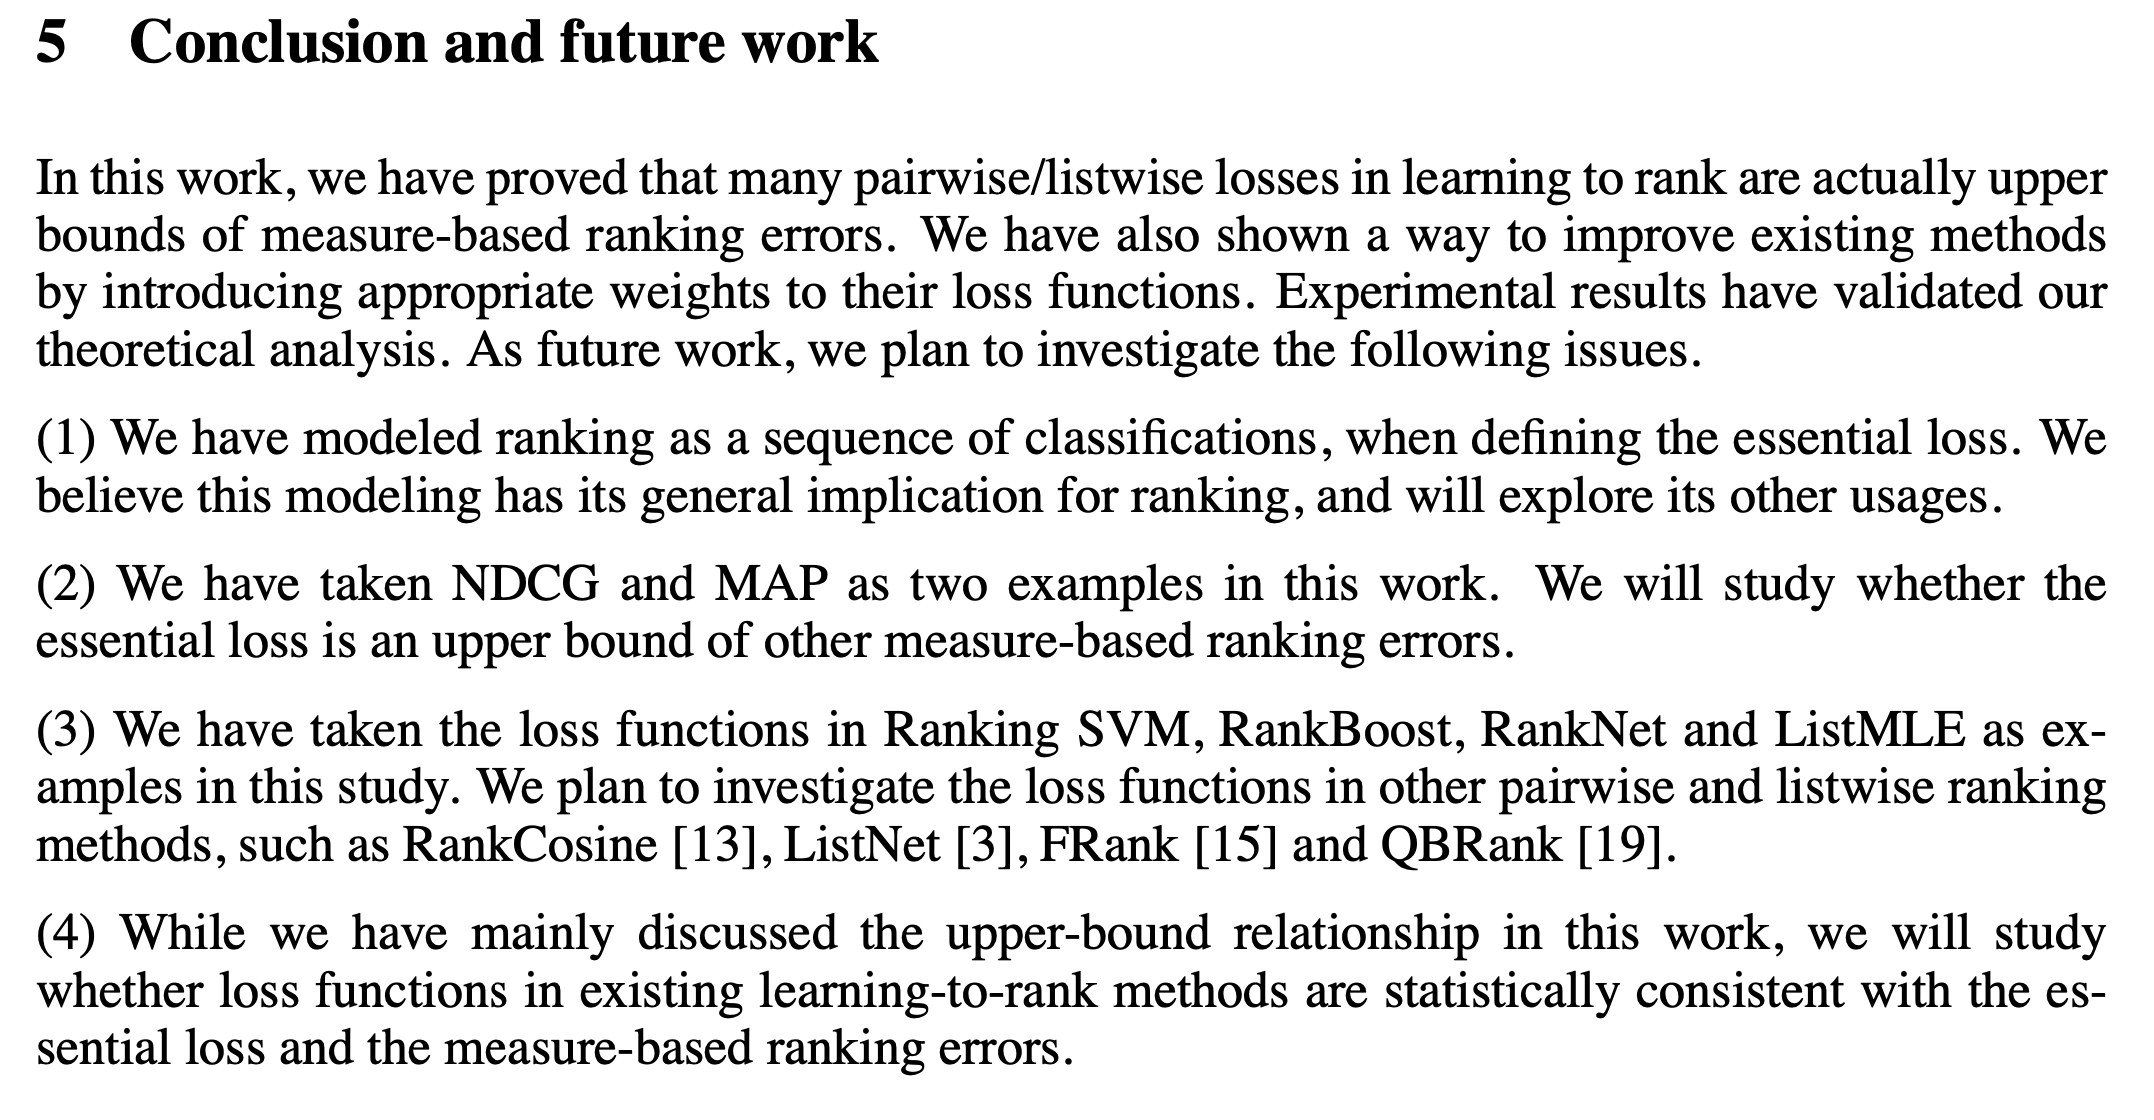 5 Conclusion and future work
In this work, we have proved that many pairwise/listwise losses in learning to rank are actually upper
bounds of measure-based ranking errors. We have also shown a way to improve existing methods
by introducing appropriate weights to their loss functions. Experimental results have validated our
theoretical analysis. As future work, we plan to investigate the following issues.
(1) We have modeled ranking as a sequence of classifications, when defining the essential loss. We
believe this modeling has its general implication for ranking, and will explore its other usages.
(2) We have taken NDCG and MAP as two examples in this work. We will study whether the
essential loss is an upper bound of other measure-based ranking errors.
(3) We have taken the loss functions in Ranking SVM, RankBoost, RankNet and ListMLE as ex-
amples in this study. We plan to investigate the loss functions in other pairwise and listwise ranking
methods, such as RankCosine [13], ListNet [3], FRank [15] and QBRank [19].
(4) While we have mainly discussed the upper-bound relationship in this work, we will study
whether loss functions in existing learning-to-rank methods are statistically consistent with the es-
sential loss and the measure-based ranking errors.